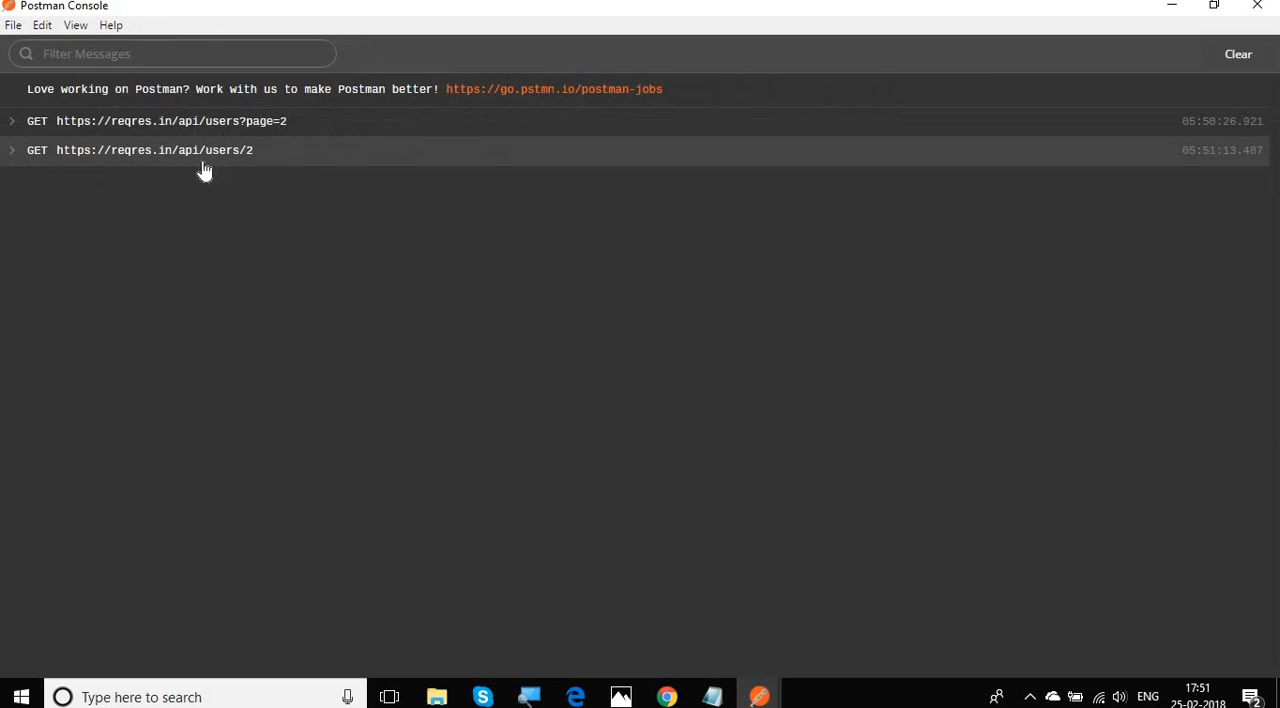 Postman Console
File Edit View Help
Filter Messages
Clear
Love working on Postman? Work with us to make Postman better! https://go.pstmn.io/postman-jobs
GET https://reqres.in/api/users?page=2 05:50:26.921
GET https://reqres.in/api/users/2 05:51:13.487
Type here to search
ENG
17:51
25-02-2018
2